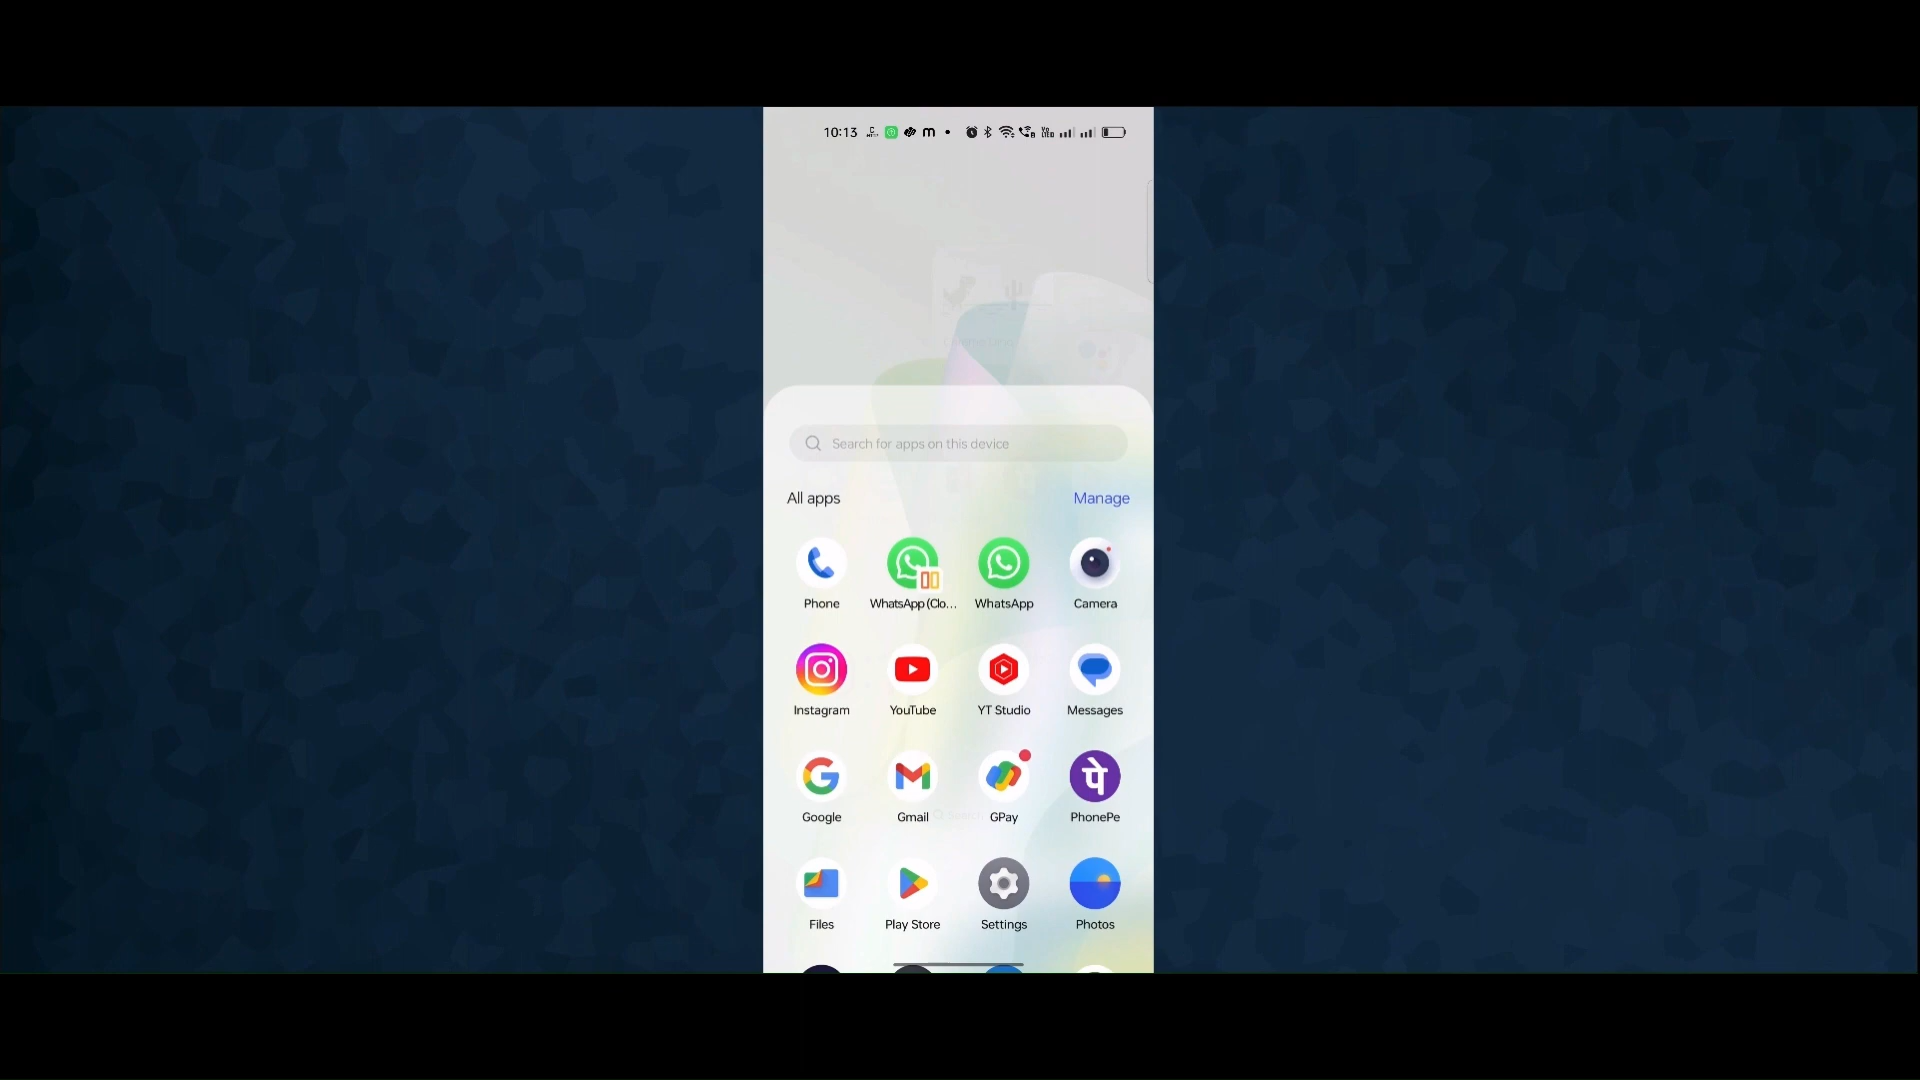 10:13
Search for apps on this device
All apps Manage
Phone WhatsApp (Clo... WhatsApp Camera
Instagram YouTube YT Studio Messages
पे
Google Gmail GPay PhonePe
Files Play Store Settings Photos